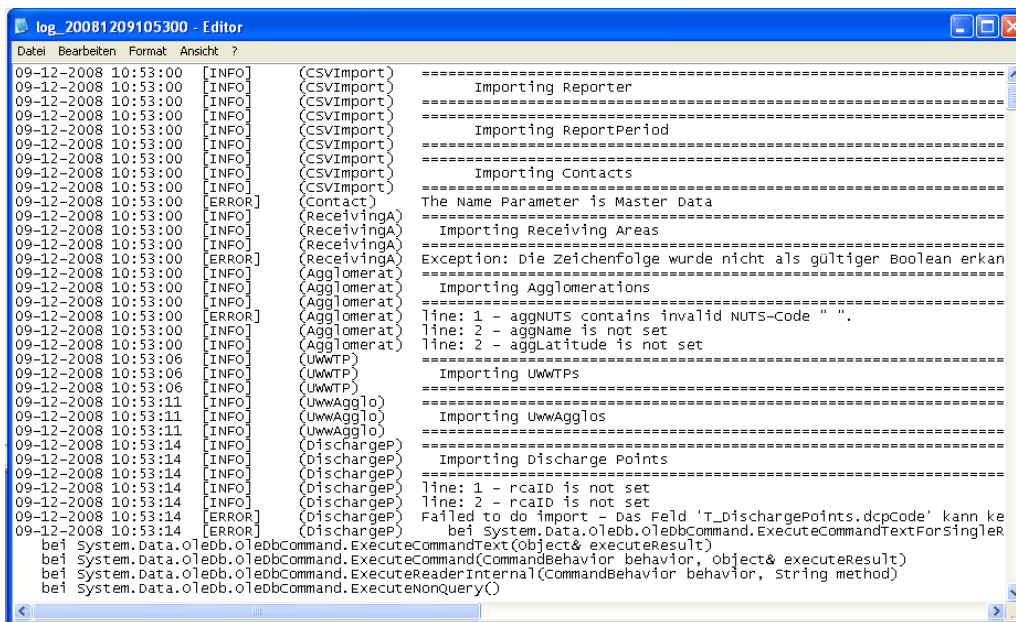 log_20081209105300 - Editor
Datei Bearbeiten Format Ansicht ?
09-12-2008 10:53:00 [INFO] (CSVImport) ====================================================================
09-12-2008 10:53:00 [INFO] (CSVImport) Importing Reporter
09-12-2008 10:53:00 [INFO] (CSVImport) ====================================================================
09-12-2008 10:53:00 [INFO] (CSVImport) ====================================================================
09-12-2008 10:53:00 [INFO] (CSVImport) Importing ReportPeriod
09-12-2008 10:53:00 [INFO] (CSVImport) ====================================================================
09-12-2008 10:53:00 [INFO] (CSVImport) ====================================================================
09-12-2008 10:53:00 [INFO] (CSVImport) Importing Contacts
09-12-2008 10:53:00 [INFO] (CSVImport) ====================================================================
09-12-2008 10:53:00 [ERROR] (Contact) The Name Parameter is Master Data
09-12-2008 10:53:00 [INFO] (ReceivingA) ====================================================================
09-12-2008 10:53:00 [INFO] (ReceivingA) Importing Receiving Areas
09-12-2008 10:53:00 [INFO] (ReceivingA) ====================================================================
09-12-2008 10:53:00 [ERROR] (ReceivingA) Exception: Die Zeichenfolge wurde nicht als gültiger Boolean erkan
09-12-2008 10:53:00 [INFO] (Agglomerat) ====================================================================
09-12-2008 10:53:00 [INFO] (Agglomerat) Importing Agglomerations
09-12-2008 10:53:00 [INFO] (Agglomerat) ====================================================================
09-12-2008 10:53:00 [ERROR] (Agglomerat) line: 1 - aggNUTS contains invalid NUTS-Code " ".
09-12-2008 10:53:00 [INFO] (Agglomerat) line: 2 - aggName is not set
09-12-2008 10:53:00 [INFO] (Agglomerat) line: 2 - aggLatitude is not set
09-12-2008 10:53:06 [INFO] (UWWTP) ====================================================================
09-12-2008 10:53:06 [INFO] (UWWTP) Importing UWWTPs
09-12-2008 10:53:06 [INFO] (UWWTP) ====================================================================
09-12-2008 10:53:11 [INFO] (UwwAgglo) ====================================================================
09-12-2008 10:53:11 [INFO] (UwwAgglo) Importing UwwAgglos
09-12-2008 10:53:11 [INFO] (UwwAgglo) ====================================================================
09-12-2008 10:53:14 [INFO] (DischargeP) ====================================================================
09-12-2008 10:53:14 [INFO] (DischargeP) Importing Discharge Points
09-12-2008 10:53:14 [INFO] (DischargeP) ====================================================================
09-12-2008 10:53:14 [INFO] (DischargeP) line: 1 - rcaID is not set
09-12-2008 10:53:14 [INFO] (DischargeP) line: 2 - rcaID is not set
09-12-2008 10:53:14 [ERROR] (DischargeP) Failed to do import - Das Feld 'T_DischargePoints.dcpCode' kann ke
09-12-2008 10:53:14 [ERROR] (DischargeP) bei System.Data.OleDb.OleDbCommand.ExecuteCommandTextForSingleR
bei System.Data.OleDb.OleDbCommand.ExecuteCommandText(Object& executeResult)
bei System.Data.OleDb.OleDbCommand.ExecuteCommand(CommandBehavior behavior, Object& executeResult)
bei System.Data.OleDb.OleDbCommand.ExecuteReaderInternal(CommandBehavior behavior, String method)
bei System.Data.OleDb.OleDbCommand.ExecuteNonQuery()